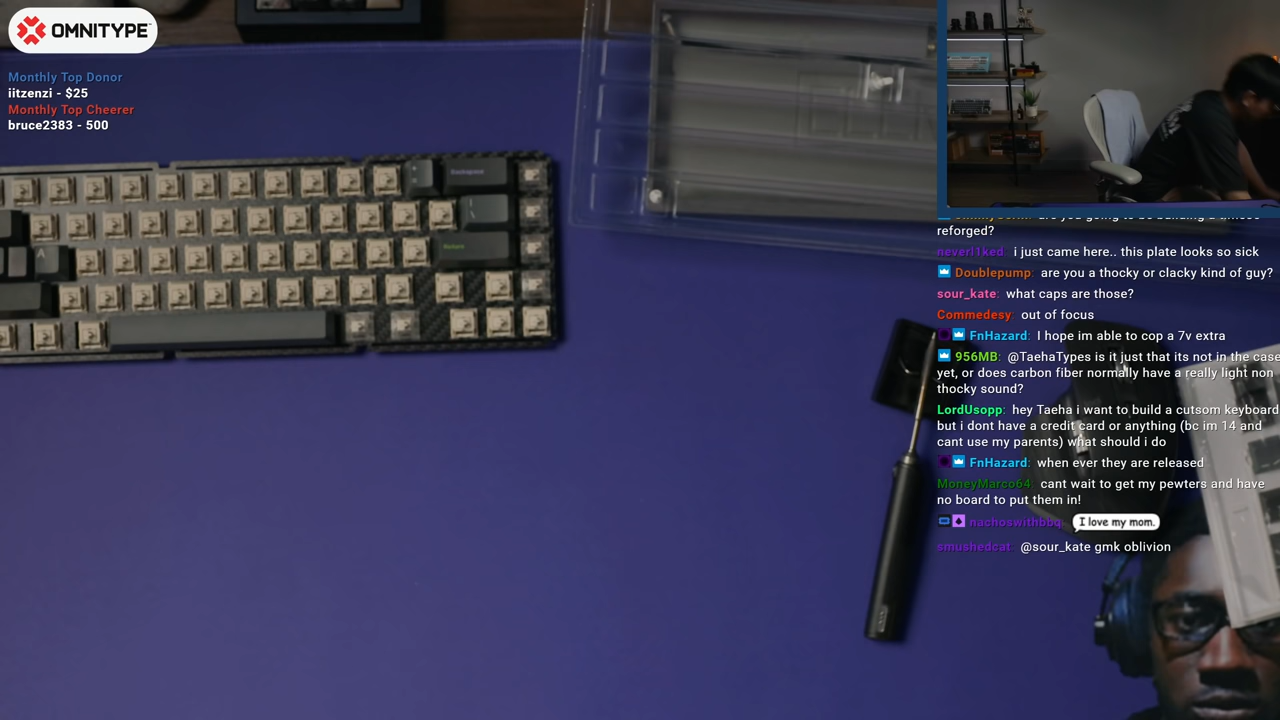 OMNITYPE
Monthly Top Donor
iitzenzi - $25
Monthly Top Cheerer
bruce2383 - 500
Backspace
Return
A
reforged?
neverl1ked: i just came here.. this plate looks so sick
Doublepump: are you a thocky or clacky kind of guy?
sour_kate: what caps are those?
Commedesy: out of focus
FnHazard: I hope im able to cop a 7v extra
956MB: @TaehaTypes is it just that its not in the case
yet, or does carbon fiber normally have a really light non
thocky sound?
LordUsopp: hey Taeha i want to build a cutsom keyboard
but i dont have a credit card or anything (bc im 14 and
cant use my parents) what should i do
FnHazard: when ever they are released
MoneyMarco64: cant wait to get my pewters and have
no board to put them in!
nachoswithbbq: I love my mom.
smushedcat: @sour_kate gmk oblivion